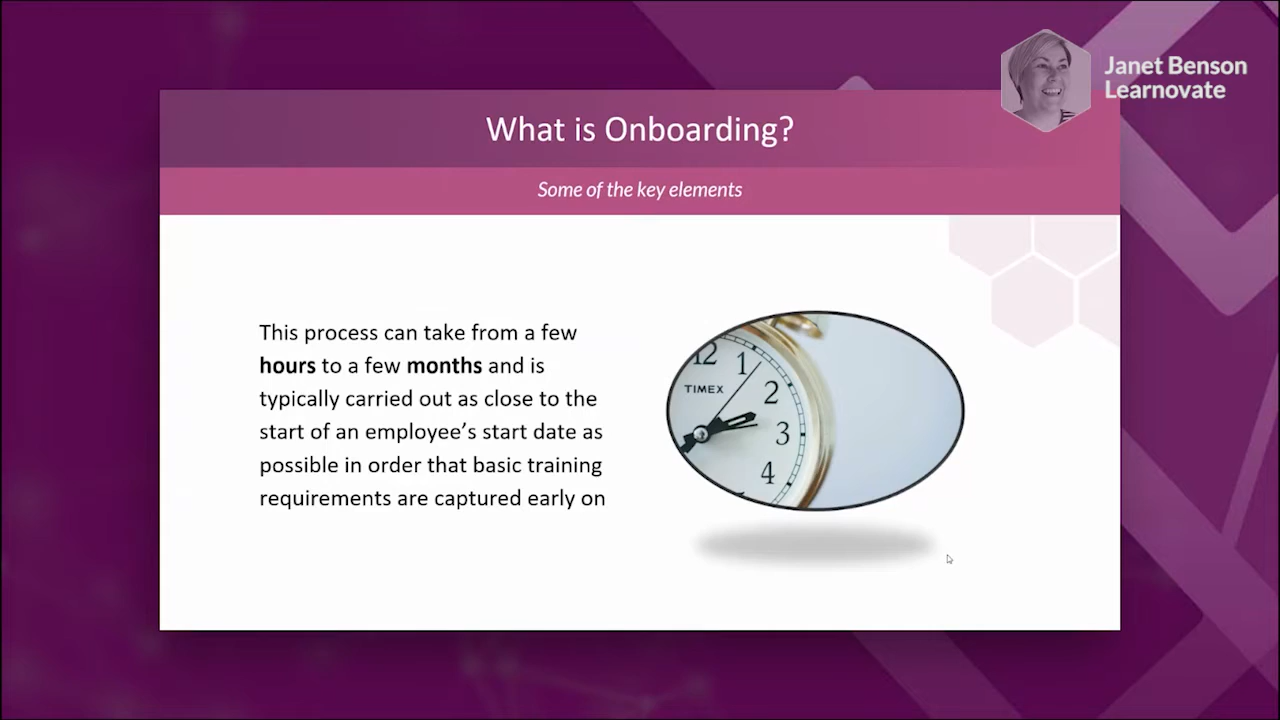 Janet Benson
Learnovate
What is Onboarding?
Some of the key elements
This process can take from a few
hours to a few months and is
typically carried out as close to the
start of an employee’s start date as
possible in order that basic training
requirements are captured early on
12
1
TIMEX
2
3
4